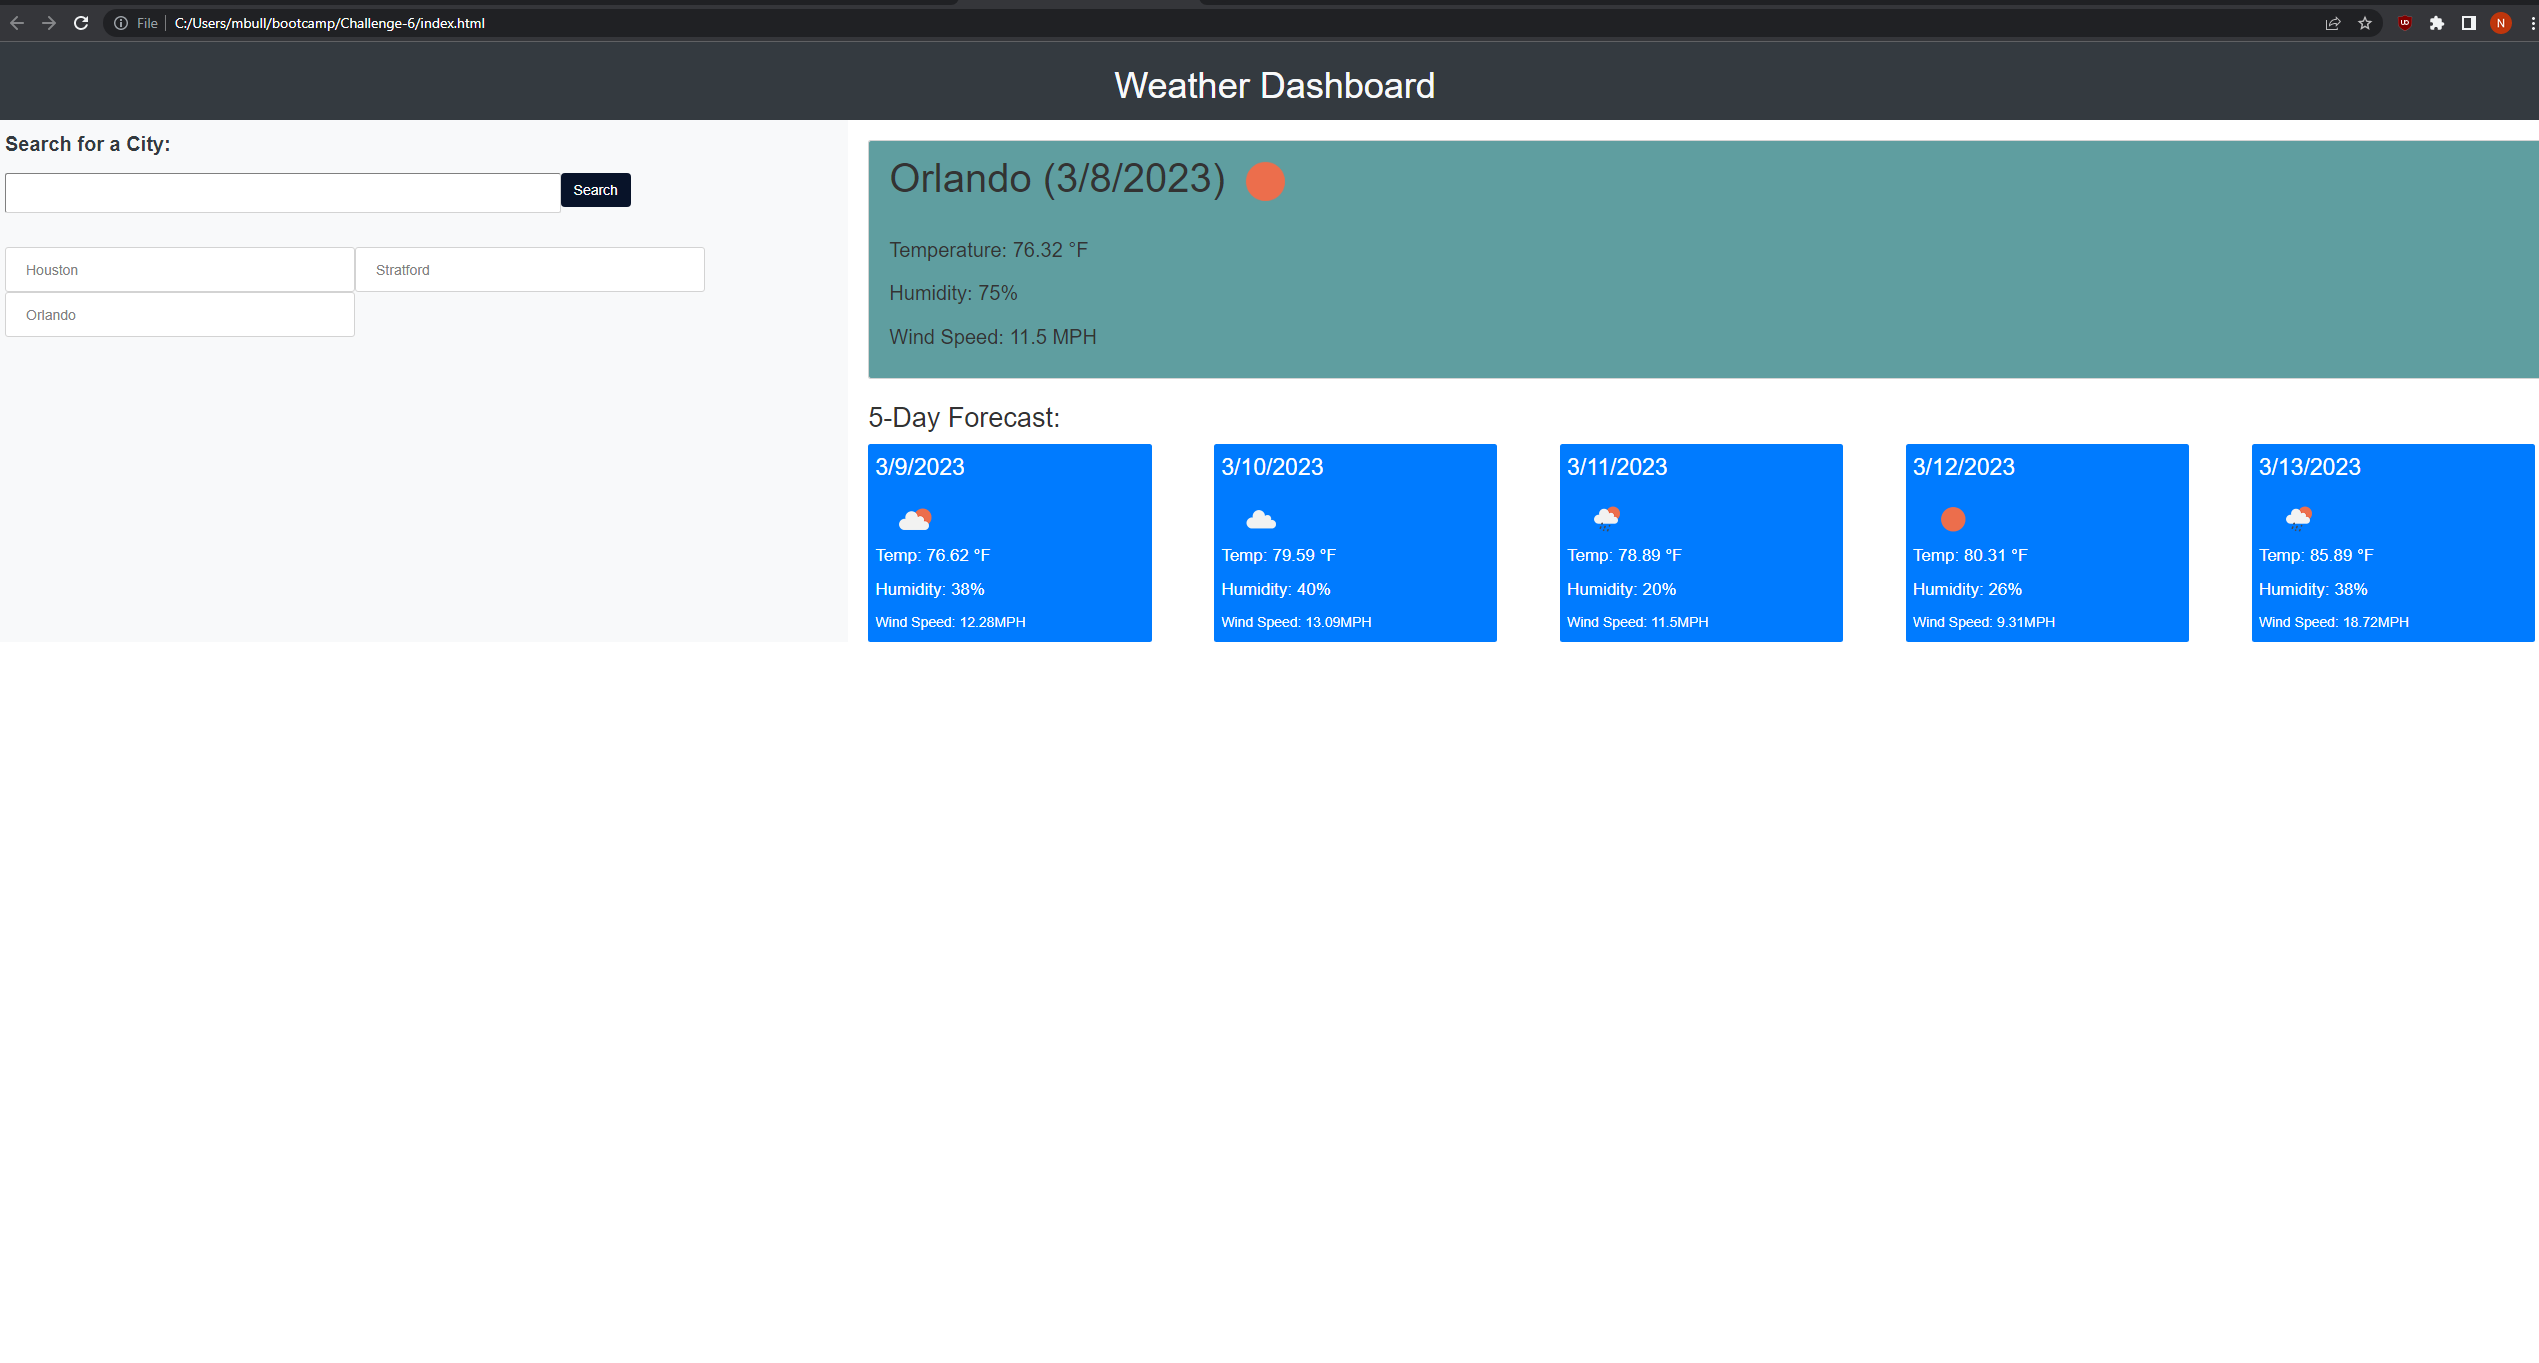 File C:/Users/mbull/bootcamp/Challenge-6/index.html
N
Weather Dashboard
Search for a City:
Search
Houston Stratford
Orlando
Orlando (3/8/2023)
Temperature: 76.32 °F
Humidity: 75%
Wind Speed: 11.5 MPH
5-Day Forecast:
3/9/2023
Temp: 76.62 °F
Humidity: 38%
Wind Speed: 12.28MPH
3/10/2023
Temp: 79.59 °F
Humidity: 40%
Wind Speed: 13.09MPH
3/11/2023
Temp: 78.89 °F
Humidity: 20%
Wind Speed: 11.5MPH
3/12/2023
Temp: 80.31 °F
Humidity: 26%
Wind Speed: 9.31MPH
3/13/2023
Temp: 85.89 °F
Humidity: 38%
Wind Speed: 18.72MPH